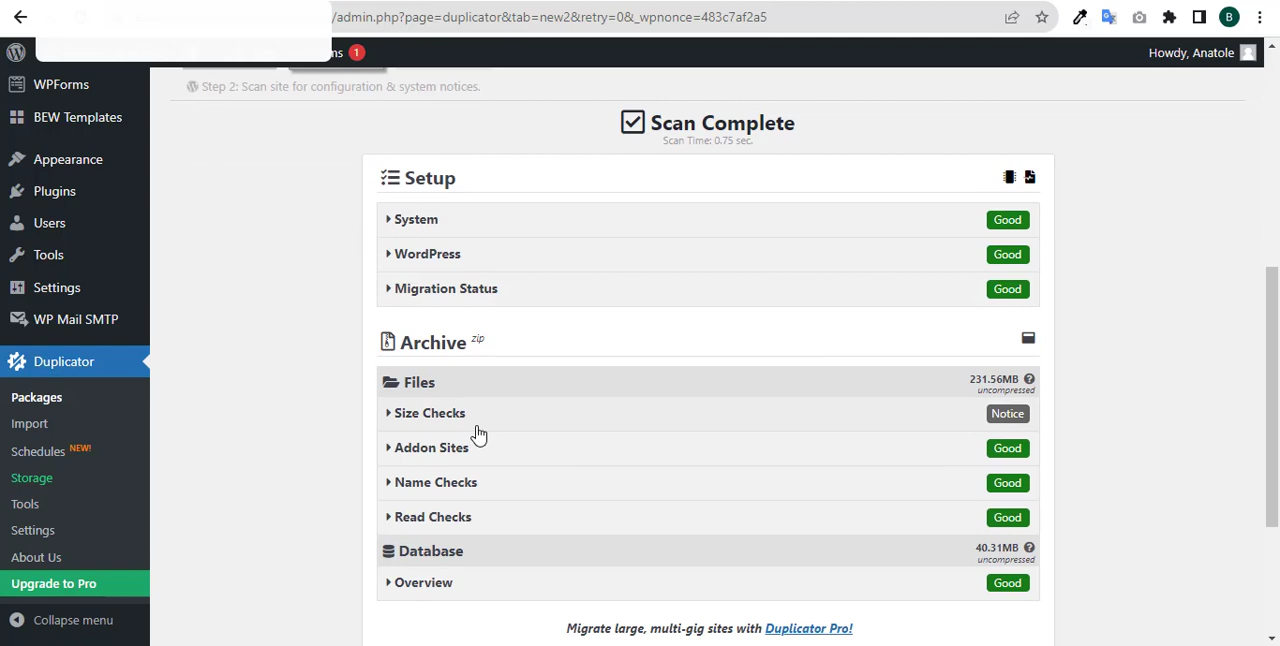 /admin.php?page=duplicator&tab=new2&retry=0&_wpnonce=483c7af2a5
B
1
Howdy, Anatole
WPForms
BEW Templates
Appearance
Plugins
Users
Tools
Settings
WP Mail SMTP
Duplicator
Packages
Import
Schedules NEW!
Storage
Tools
Settings
About Us
Upgrade to Pro
Collapse menu
Step 2: Scan site for configuration & system notices.
Scan Complete
Scan Time: 0.75 sec.
Setup
System Good
WordPress Good
Migration Status Good
Archive zip
Files 231.56MB
uncompressed
Size Checks Notice
Addon Sites Good
Name Checks Good
Read Checks Good
Database 40.31MB
uncompressed
Overview Good
Migrate large, multi-gig sites with Duplicator Pro!